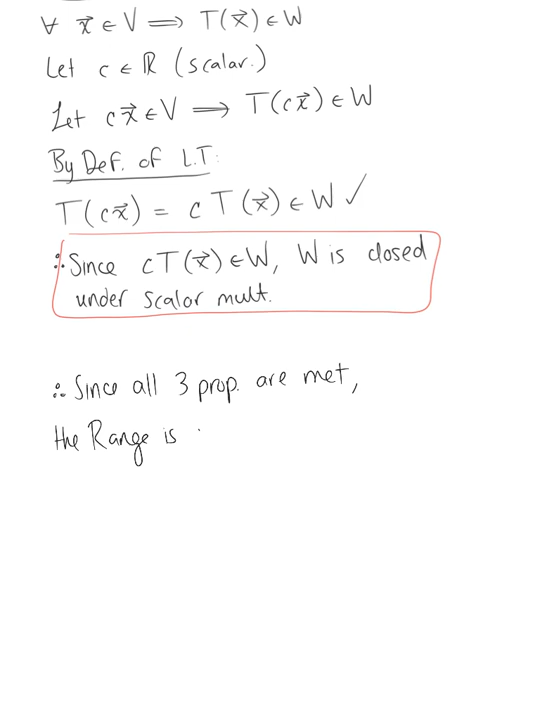 ∀ x⃗ ∈ V ⟹ T(x⃗) ∈ W
Let c ∈ ℝ (scalar.)
Let cx⃗ ∈ V ⟹ T(cx⃗) ∈ W
By Def. of L.T.
T(cx⃗) = c T(x⃗) ∈ W ✓
∴ Since cT(x⃗) ∈ W, W is closed
under scalar mult.
∴ Since all 3 prop. are met,
the Range is